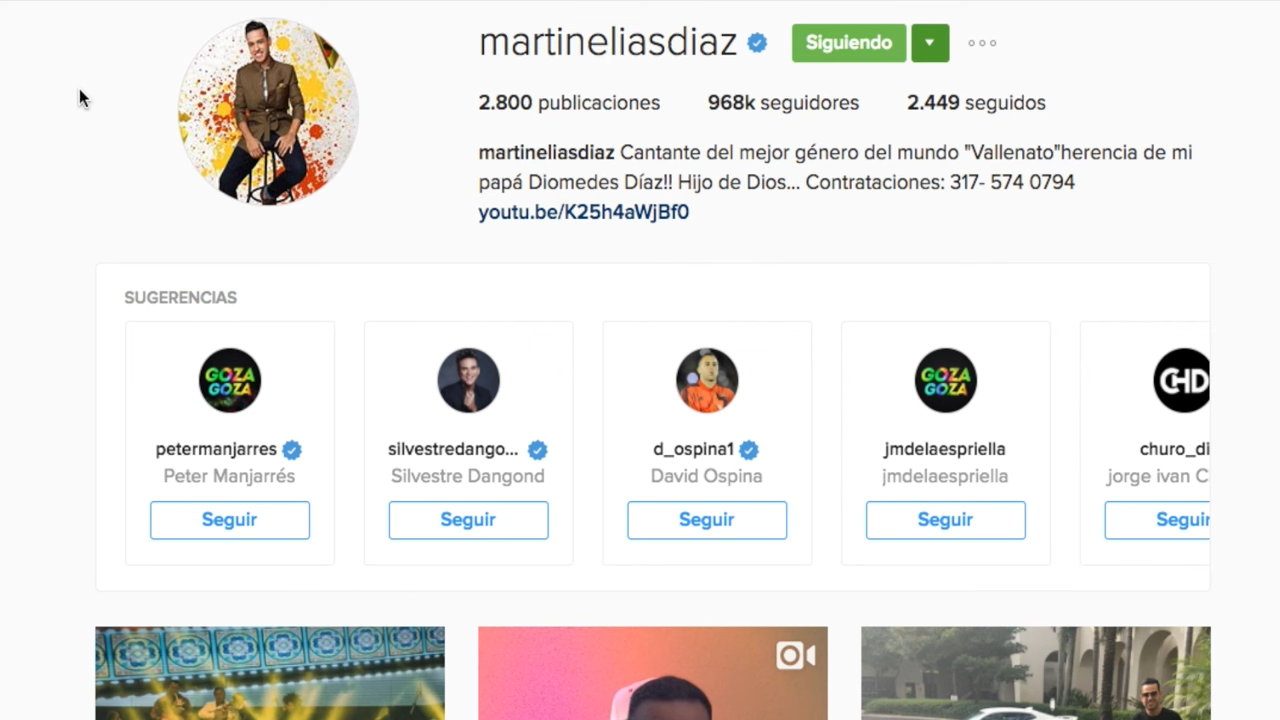 martineliasdiaz
Siguiendo
2.800 publicaciones 968k seguidores 2.449 seguidos
martineliasdiaz Cantante del mejor género del mundo "Vallenato"herencia de mi
papá Diomedes Díaz!! Hijo de Dios... Contrataciones: 317- 574 0794
youtu.be/K25h4aWjBf0
SUGERENCIAS
GOZA
GOZA
petermanjarres
Peter Manjarrés
Seguir
silvestredango...
Silvestre Dangond
Seguir
d_ospina1
David Ospina
Seguir
GOZA
GOZA
jmdelaespriella
jmdelaespriella
Seguir
CHD
churo_di
jorge ivan C
Seguir